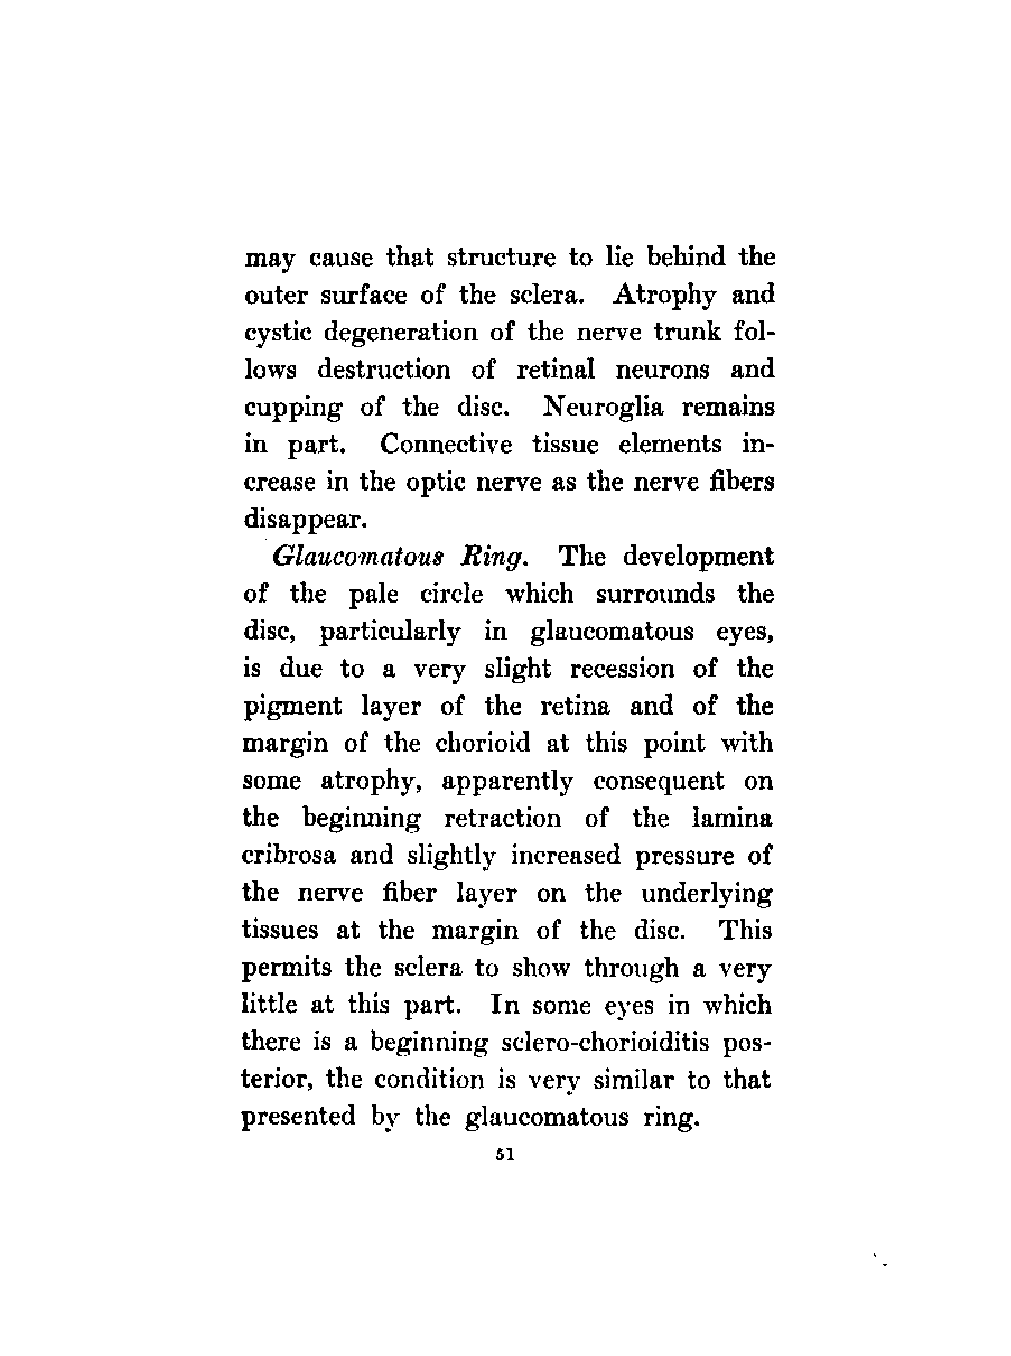 may cause that structure to lie behind the
outer surface of the sclera. Atrophy and
cystic degeneration of the nerve trunk fol-
lows destruction of retinal neurons and
cupping of the disc. Neuroglia remains
in part. Connective tissue elements in-
crease in the optic nerve as the nerve fibers
disappear.
Glaucomatous Ring. The development
of the pale circle which surrounds the
disc, particularly in glaucomatous eyes,
is due to a very slight recession of the
pigment layer of the retina and of the
margin of the chorioid at this point with
some atrophy, apparently consequent on
the beginning retraction of the lamina
cribrosa and slightly increased pressure of
the nerve fiber layer on the underlying
tissues at the margin of the disc. This
permits the sclera to show through a very
little at this part. In some eyes in which
there is a beginning sclero-chorioiditis pos-
terior, the condition is very similar to that
presented by the glaucomatous ring.
51